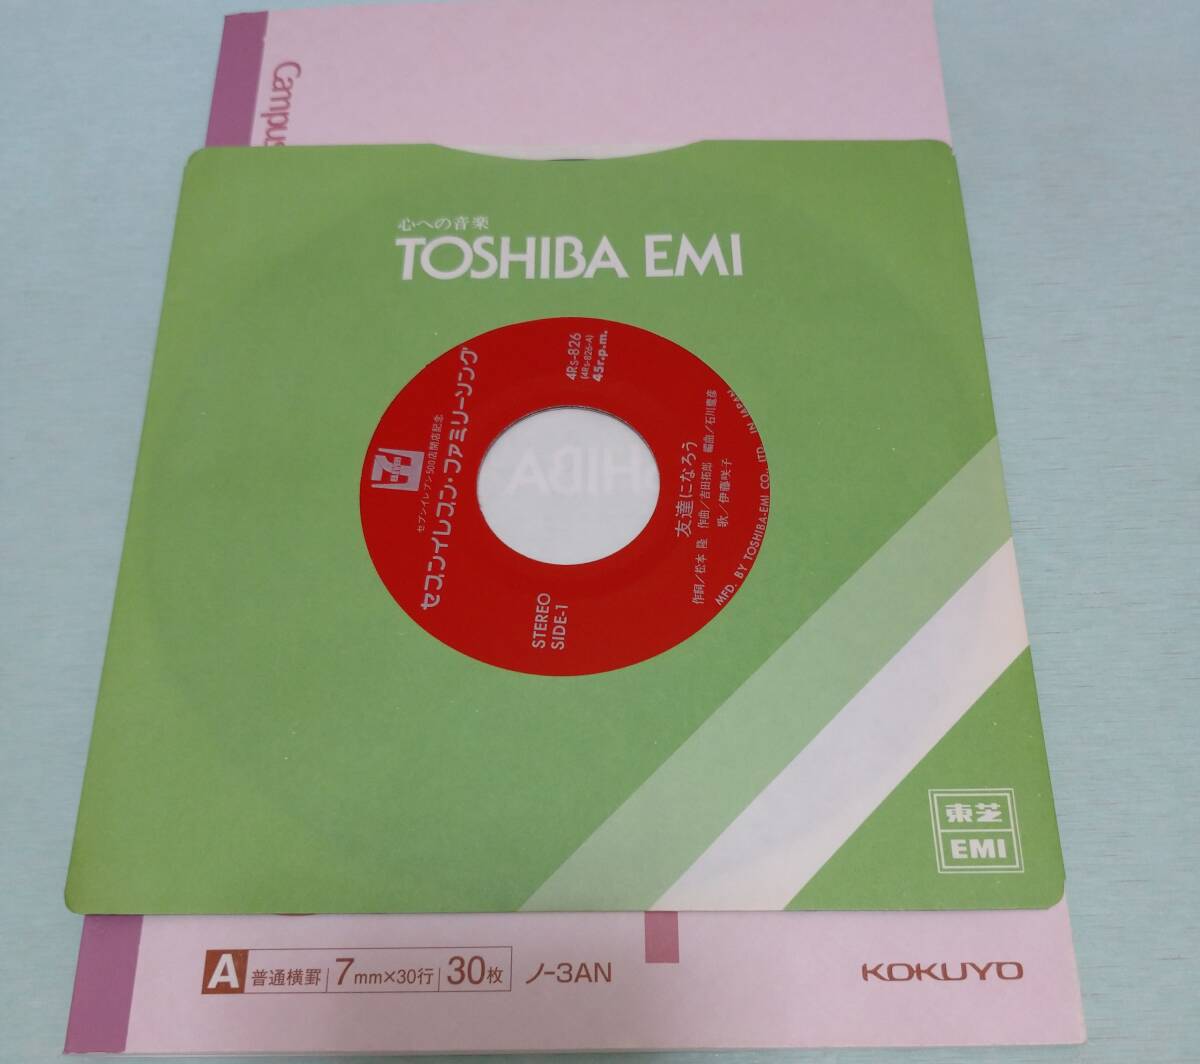 Campus
心への音楽
TOSHIBA EMI
7
ELEVEN
セブンイレブン500店開店記念
セブンイレブン・ファミリーソング
4RS-826
(4RS-826-A)
45r.p.m.
STEREO
SIDE-1
HIBA
友達になろう
作詞/松本 隆 作曲/吉田拓郎 編曲/石川鷹彦
歌/伊藤咲子
MFD. BY TOSHIBA-EMI CO., LTD. IN JAPAN
東芝
EMI
A 普通横罫 7mm×30行 30枚 ノ-3AN
KOKUYO